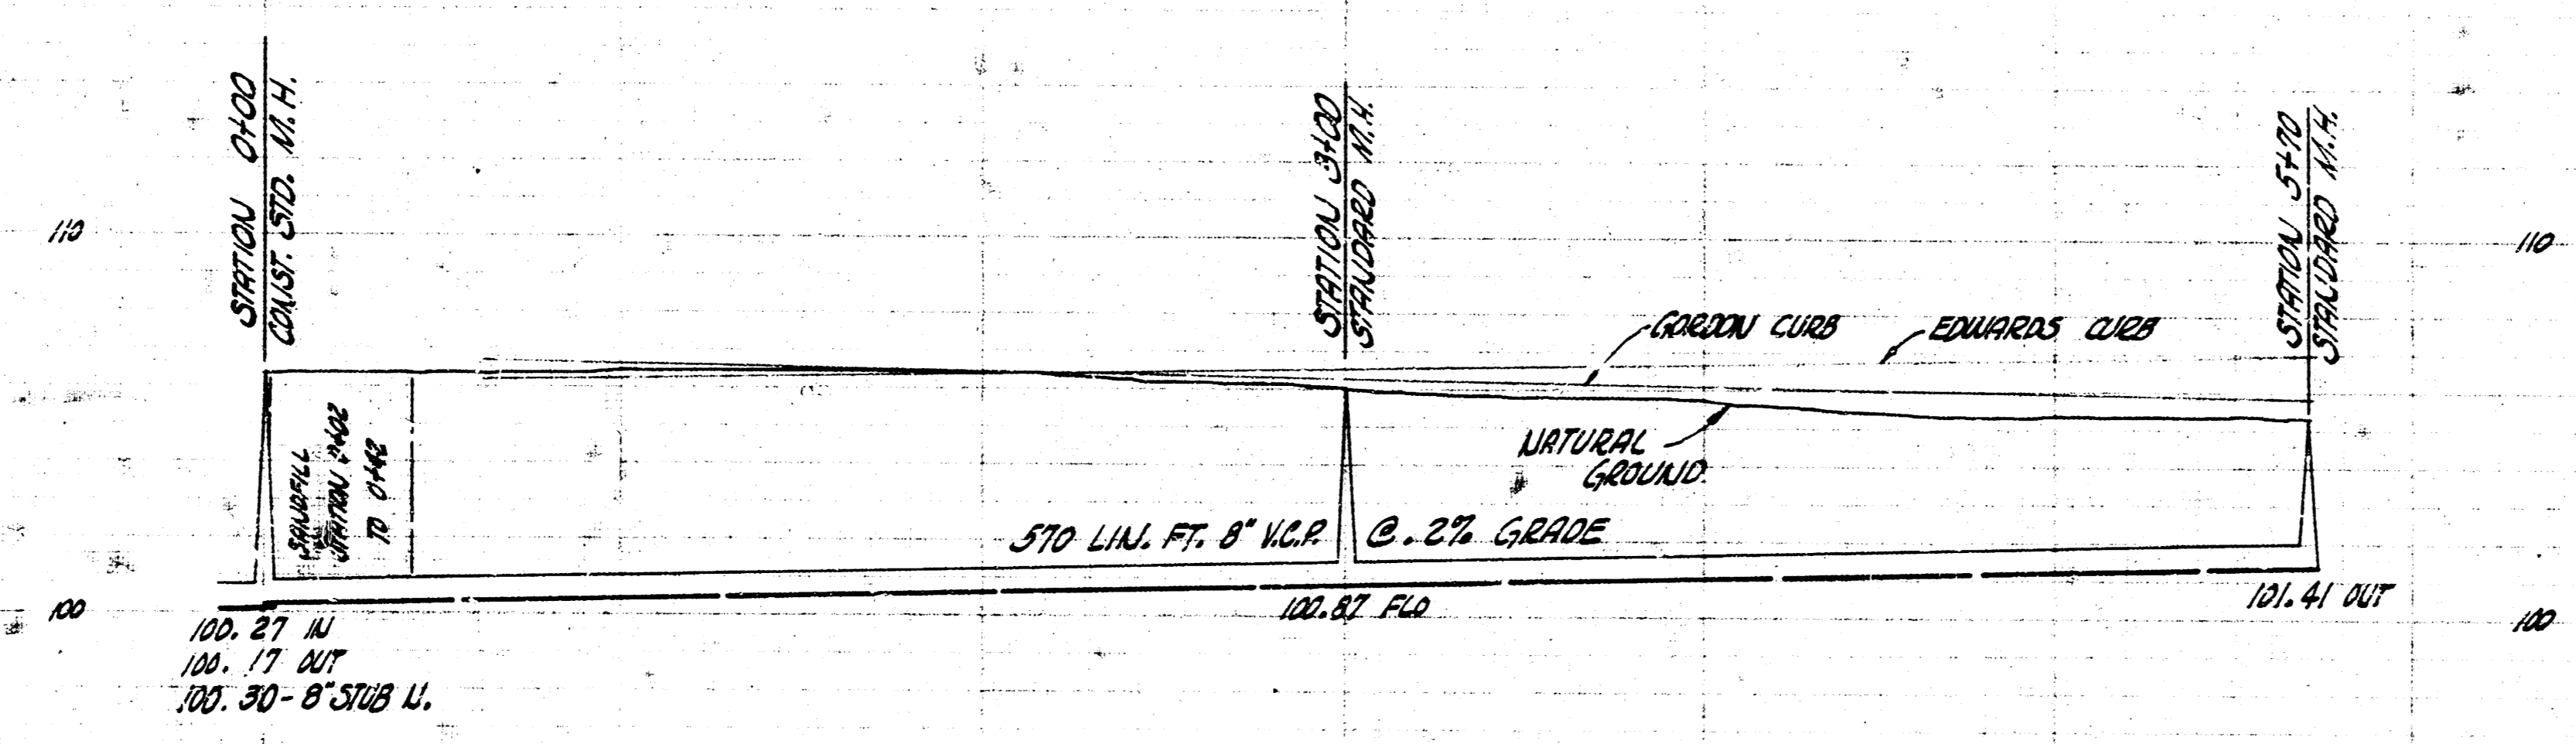 STATION 0+00
CONST. STD. M.H.
STATION 3+00
STANDARD M.H.
STATION 5+70
STANDARD M.H.
110
110
GORDON CURB
EDWARDS CURB
SANDFILL
STATION 0+02
TO 0+42
NATURAL
GROUND
570 LIN. FT. 8" V.C.P. @ .2% GRADE
100
100
100.27 IN
100.17 OUT
100.30-8" STUB N.
100.87 FLO
101.41 OUT